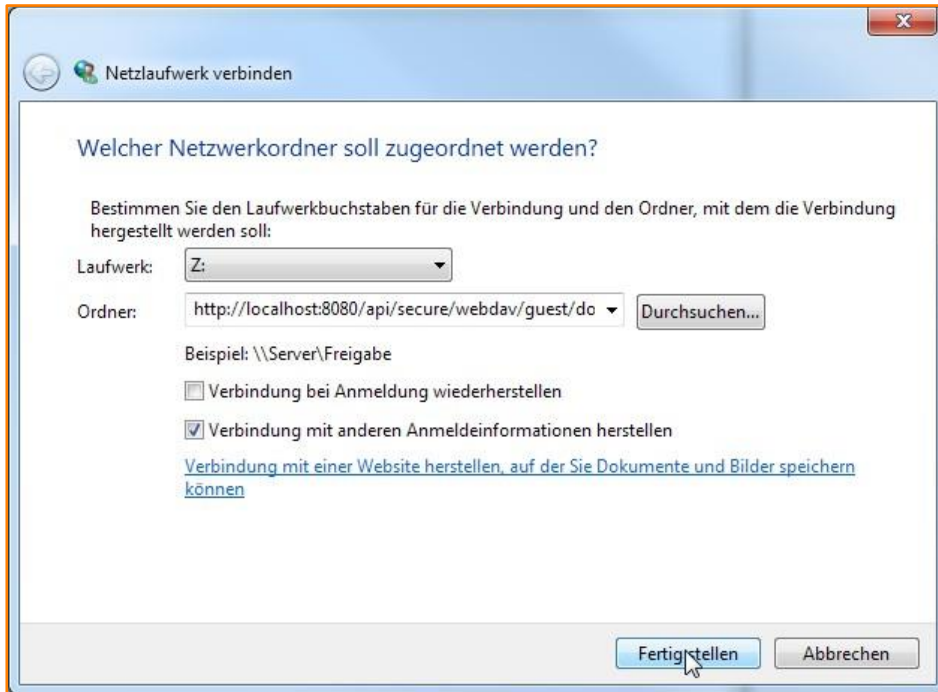 Netzlaufwerk verbinden
Welcher Netzwerkordner soll zugeordnet werden?
Bestimmen Sie den Laufwerkbuchstaben für die Verbindung und den Ordner, mit dem die Verbindung
hergestellt werden soll:
Laufwerk: Z:
Ordner: http://localhost:8080/api/secure/webdav/guest/do Durchsuchen...
Beispiel: \\Server\Freigabe
Verbindung bei Anmeldung wiederherstellen
Verbindung mit anderen Anmeldeinformationen herstellen
Verbindung mit einer Website herstellen, auf der Sie Dokumente und Bilder speichern
können
Fertigstellen Abbrechen